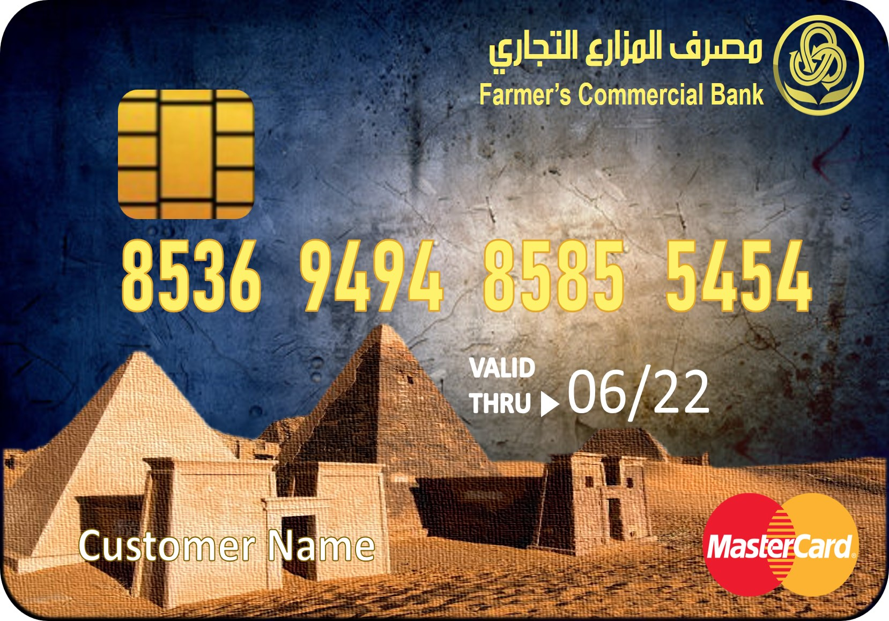 مصرف المزارع التجاري
Farmer's Commercial Bank
8536 9494 8585 5454
VALID
THRU 06/22
Customer Name
MasterCard